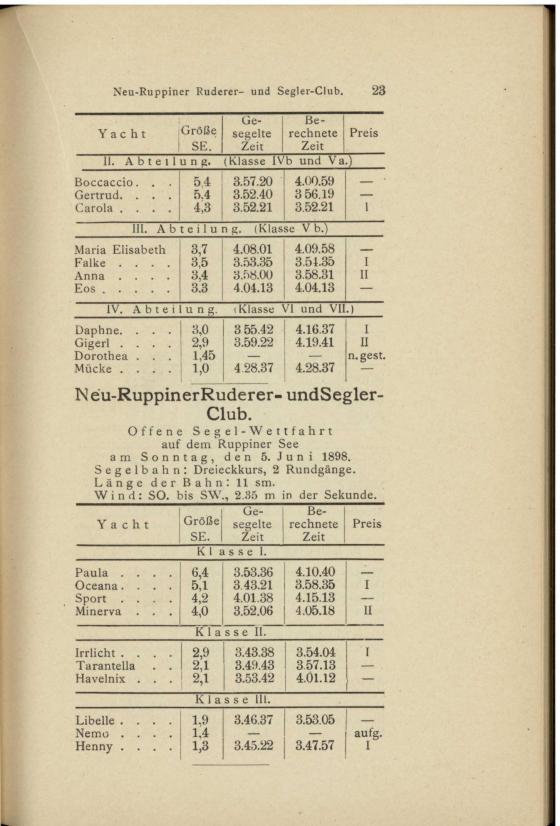 Neu-Ruppiner Ruderer- und Segler-Club. 23
Yacht Größe SE. Ge-segelte Zeit Be-rechnete Zeit Preis
II. Abteilung. (Klasse IVb und Va.)
Boccaccio. . . 5,4 3.57.20 4.00.59 —
Gertrud. . . . 5,4 3.52.40 3 56.19 —
Carola . . . . 4,3 3.52.21 3.52.21 I
III. Abteilung. (Klasse Vb.)
Maria Elisabeth 3,7 4.08.01 4.09.58 —
Falke . . . . 3,5 3.53.35 3.54.35 I
Anna . . . . 3,4 3.58.00 3.58.31 II
Eos . . . . . 3.3 4.04.13 4.04.13 —
IV. Abteilung. (Klasse VI und VII.)
Daphne. . . . 3,0 3 55.42 4.16.37 I
Gigerl . . . . 2,9 3.59.22 4.19.41 II
Dorothea . . . 1,45 — — n. gest.
Mücke . . . . 1,0 4.28.37 4.28.37 —
Neu-Ruppiner Ruderer- und Segler-
Club.
Offene Segel-Wettfahrt
auf dem Ruppiner See
am Sonntag, den 5. Juni 1898.
Segelbahn: Dreieckkurs, 2 Rundgänge.
Länge der Bahn: 11 sm.
Wind: SO. bis SW., 2.35 m in der Sekunde.
Yacht Größe SE. Ge-segelte Zeit Be-rechnete Zeit Preis
Klasse I.
Paula . . . . 6,4 3.53.36 4.10.40 —
Oceana . . . . 5,1 3.43.21 3.58.35 I
Sport . . . . 4,2 4.01.38 4.15.13 —
Minerva . . . 4,0 3.52.06 4.05.18 II
Klasse II.
Irrlicht . . . . 2,9 3.43.38 3.54.04 I
Tarantella . . 2,1 3.49.43 3.57.13 —
Havelnix . . . 2,1 3.53.42 4.01.12 —
Klasse III.
Libelle . . . . 1,9 3.46.37 3.53.05 —
Nemo . . . . 1,4 — — aufg.
Henny . . . . 1,3 3.45.22 3.47.57 I